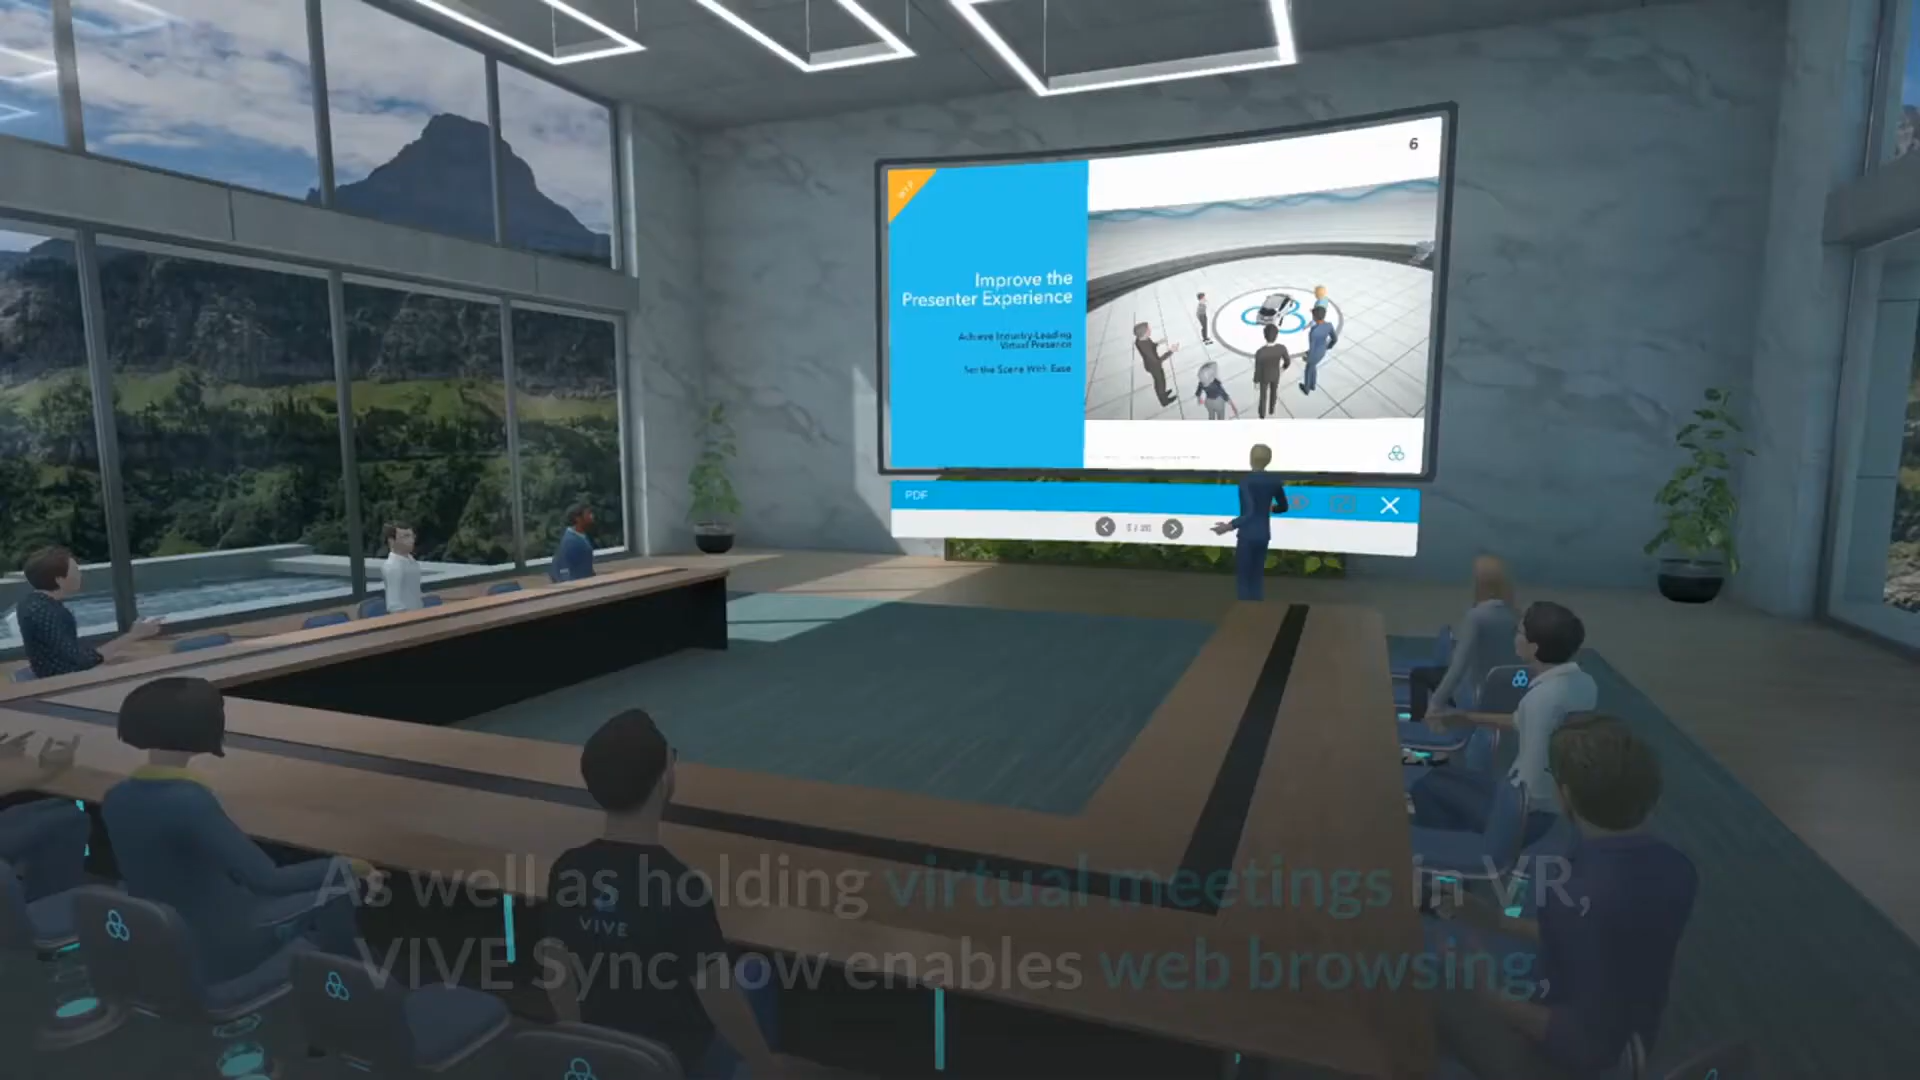 6
Improve the
Presenter Experience
Achieve Industry-Leading
Virtual Presence
Set the Scene With Ease
PDF
VIVE
As well as holding virtual meetings in VR,
VIVE Sync now enables web browsing,